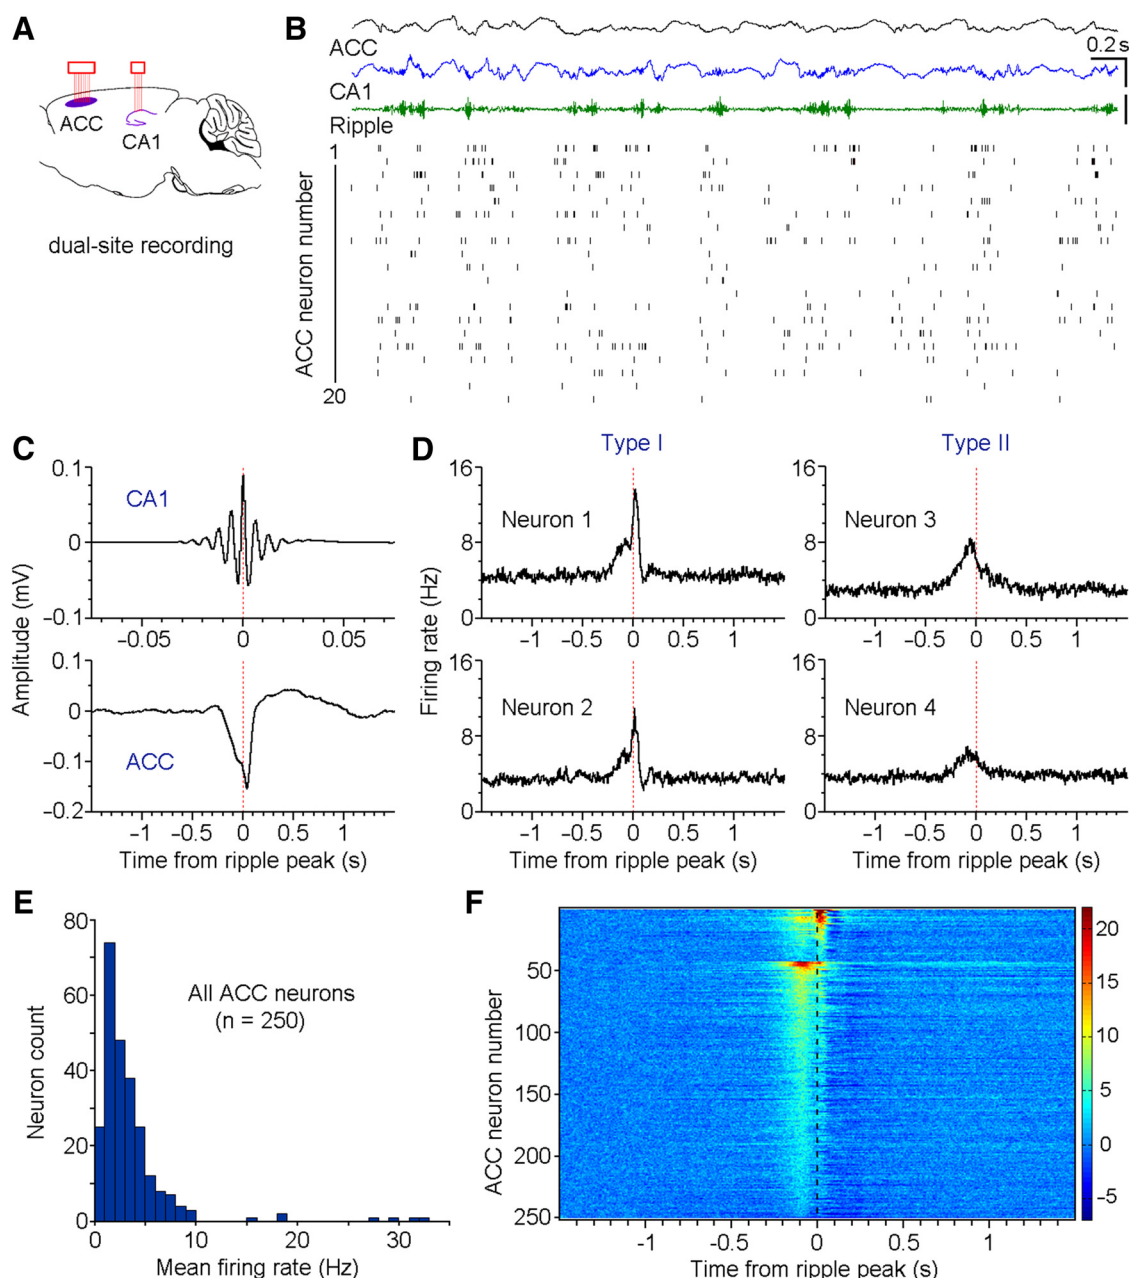 A
ACC
CA1
dual-site recording
B
ACC
0.2 s
CA1
Ripple
1
ACC neuron number
20
C
0.1
CA1
0
−0.1
−0.05
0
0.05
Amplitude (mV)
0.1
0
−0.1
−0.2
ACC
−1
−0.5
0
0.5
1
Time from ripple peak (s)
D
Type I
Type II
16
8
0
Neuron 1
−1
−0.5
0
0.5
1
16
8
0
Neuron 3
−1
−0.5
0
0.5
1
Firing rate (Hz)
16
8
0
Neuron 2
−1
−0.5
0
0.5
1
Time from ripple peak (s)
16
8
0
Neuron 4
−1
−0.5
0
0.5
1
Time from ripple peak (s)
E
80
60
40
20
0
Neuron count
All ACC neurons
(n = 250)
0
10
20
30
Mean firing rate (Hz)
F
50
100
150
200
250
ACC neuron number
-1
-0.5
0
0.5
1
Time from ripple peak (s)
20
15
10
5
0
−5